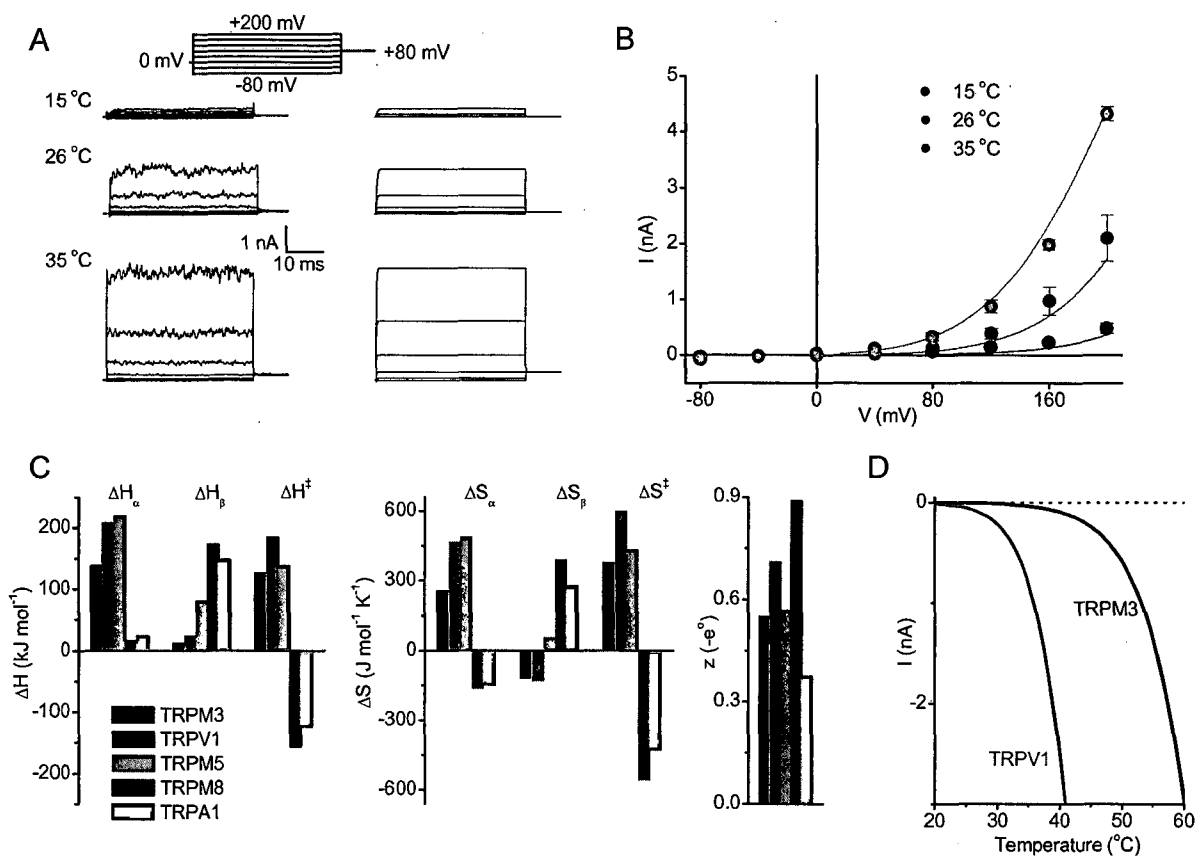 A
+200 mV
0 mV
+80 mV
-80 mV
15 °C
26 °C
35 °C
1 nA
10 ms
B
5
4
3
2
1
0
I (nA)
15 °C
26 °C
35 °C
-80
0
80
160
V (mV)
C
ΔHα
ΔHβ
ΔH‡
200
100
0
-100
-200
ΔH (kJ mol⁻¹)
TRPM3
TRPV1
TRPM5
TRPM8
TRPA1
ΔSα
ΔSβ
ΔS‡
600
300
0
-300
-600
ΔS (J mol⁻¹ K⁻¹)
0.9
0.6
0.3
0.0
z (-e°)
D
0
-2
I (nA)
TRPM3
TRPV1
20
30
40
50
60
Temperature (°C)